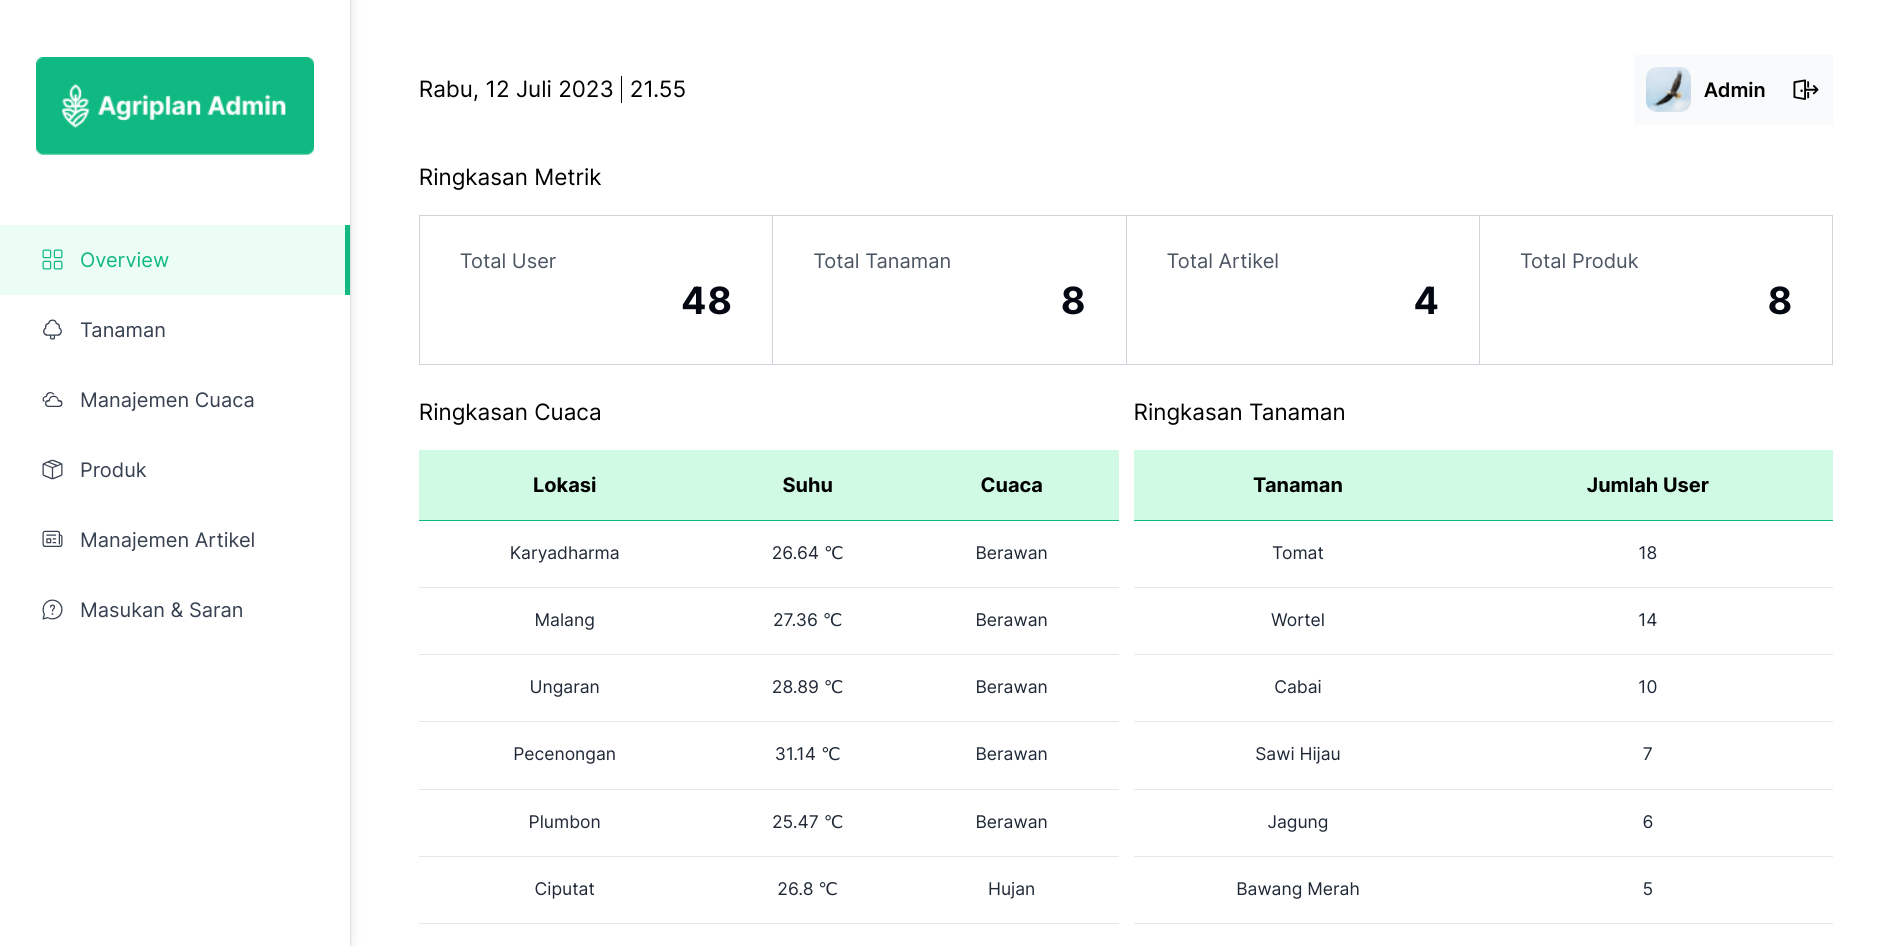 Agriplan Admin
Rabu, 12 Juli 2023 | 21.55
Admin
Overview
Tanaman
Manajemen Cuaca
Produk
Manajemen Artikel
Masukan & Saran
Ringkasan Metrik
Total User
48
Total Tanaman
8
Total Artikel
4
Total Produk
8
Ringkasan Cuaca
Lokasi Suhu Cuaca
Karyadharma 26.64 ℃ Berawan
Malang 27.36 ℃ Berawan
Ungaran 28.89 ℃ Berawan
Pecenongan 31.14 ℃ Berawan
Plumbon 25.47 ℃ Berawan
Ciputat 26.8 ℃ Hujan
Ringkasan Tanaman
Tanaman Jumlah User
Tomat 18
Wortel 14
Cabai 10
Sawi Hijau 7
Jagung 6
Bawang Merah 5